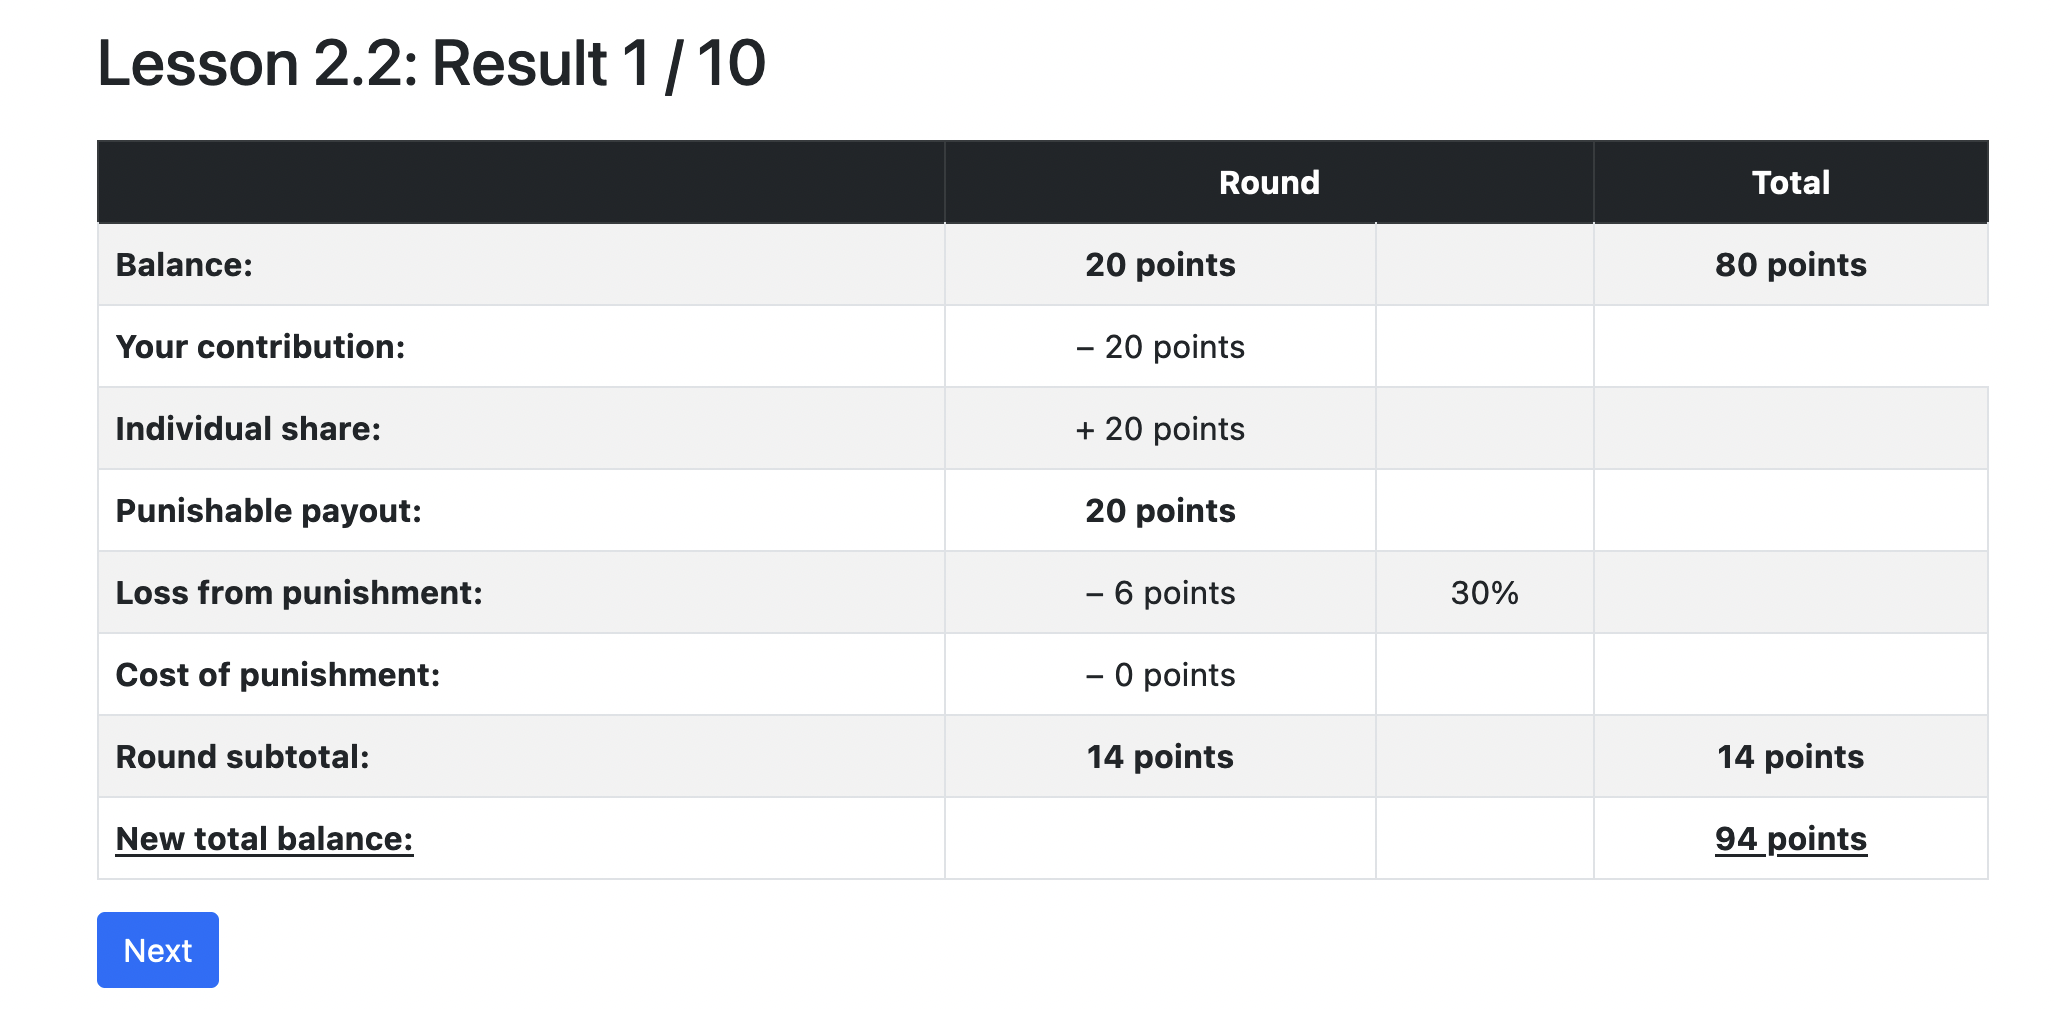 Lesson 2.2: Result 1 / 10
Round Total
Balance: 20 points 80 points
Your contribution: – 20 points
Individual share: + 20 points
Punishable payout: 20 points
Loss from punishment: – 6 points 30%
Cost of punishment: – 0 points
Round subtotal: 14 points 14 points
New total balance: 94 points
Next